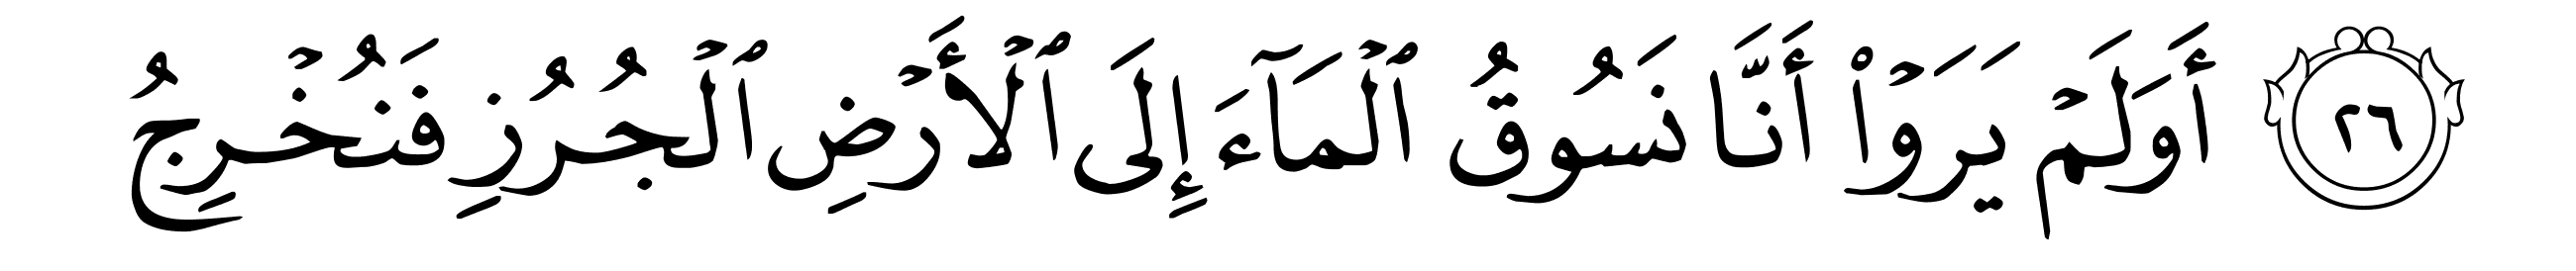 ٢٦ أَوَلَمۡ يَرَوۡاْ أَنَّا نَسُوقُ ٱلۡمَآءَ إِلَى ٱلۡأَرۡضِ ٱلۡجُرُزِ فَنُخۡرِجُ